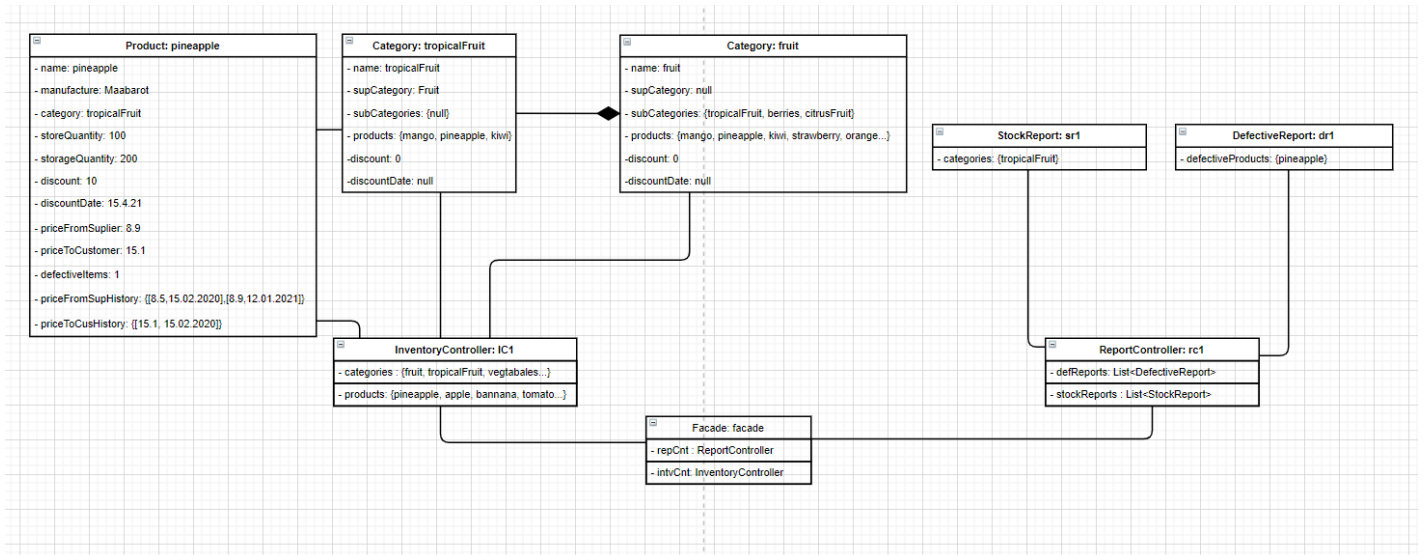 Product: pineapple
- name: pineapple
- manufacture: Maabarot
- category: tropicalFruit
- storeQuantity: 100
- storageQuantity: 200
- discount: 10
- discountDate: 15.4.21
- priceFromSuplier: 8.9
- priceToCustomer: 15.1
- defectiveItems: 1
- priceFromSupHistory: {[8.5,15.02.2020],[8.9,12.01.2021]}
- priceToCusHistory: {[15.1, 15.02.2020]}
Category: tropicalFruit
- name: tropicalFruit
- supCategory: Fruit
- subCategories: {null}
- products: {mango, pineapple, kiwi}
-discount: 0
-discountDate: null
Category: fruit
- name: fruit
- supCategory: null
- subCategories: {tropicalFruit, berries, citrusFruit}
- products: {mango, pineapple, kiwi, strawberry, orange...}
-discount: 0
-discountDate: null
StockReport: sr1
- categories: {tropicalFruit}
DefectiveReport: dr1
- defectiveProducts: {pineapple}
InventoryController: IC1
- categories : {fruit, tropicalFruit, vegtabales...}
- products: {pineapple, apple, bannana, tomato...}
ReportController: rc1
- defReports: List<DefectiveReport>
- stockReports : List<StockReport>
Facade: facade
- repCnt : ReportController
- intvCnt: InventoryController